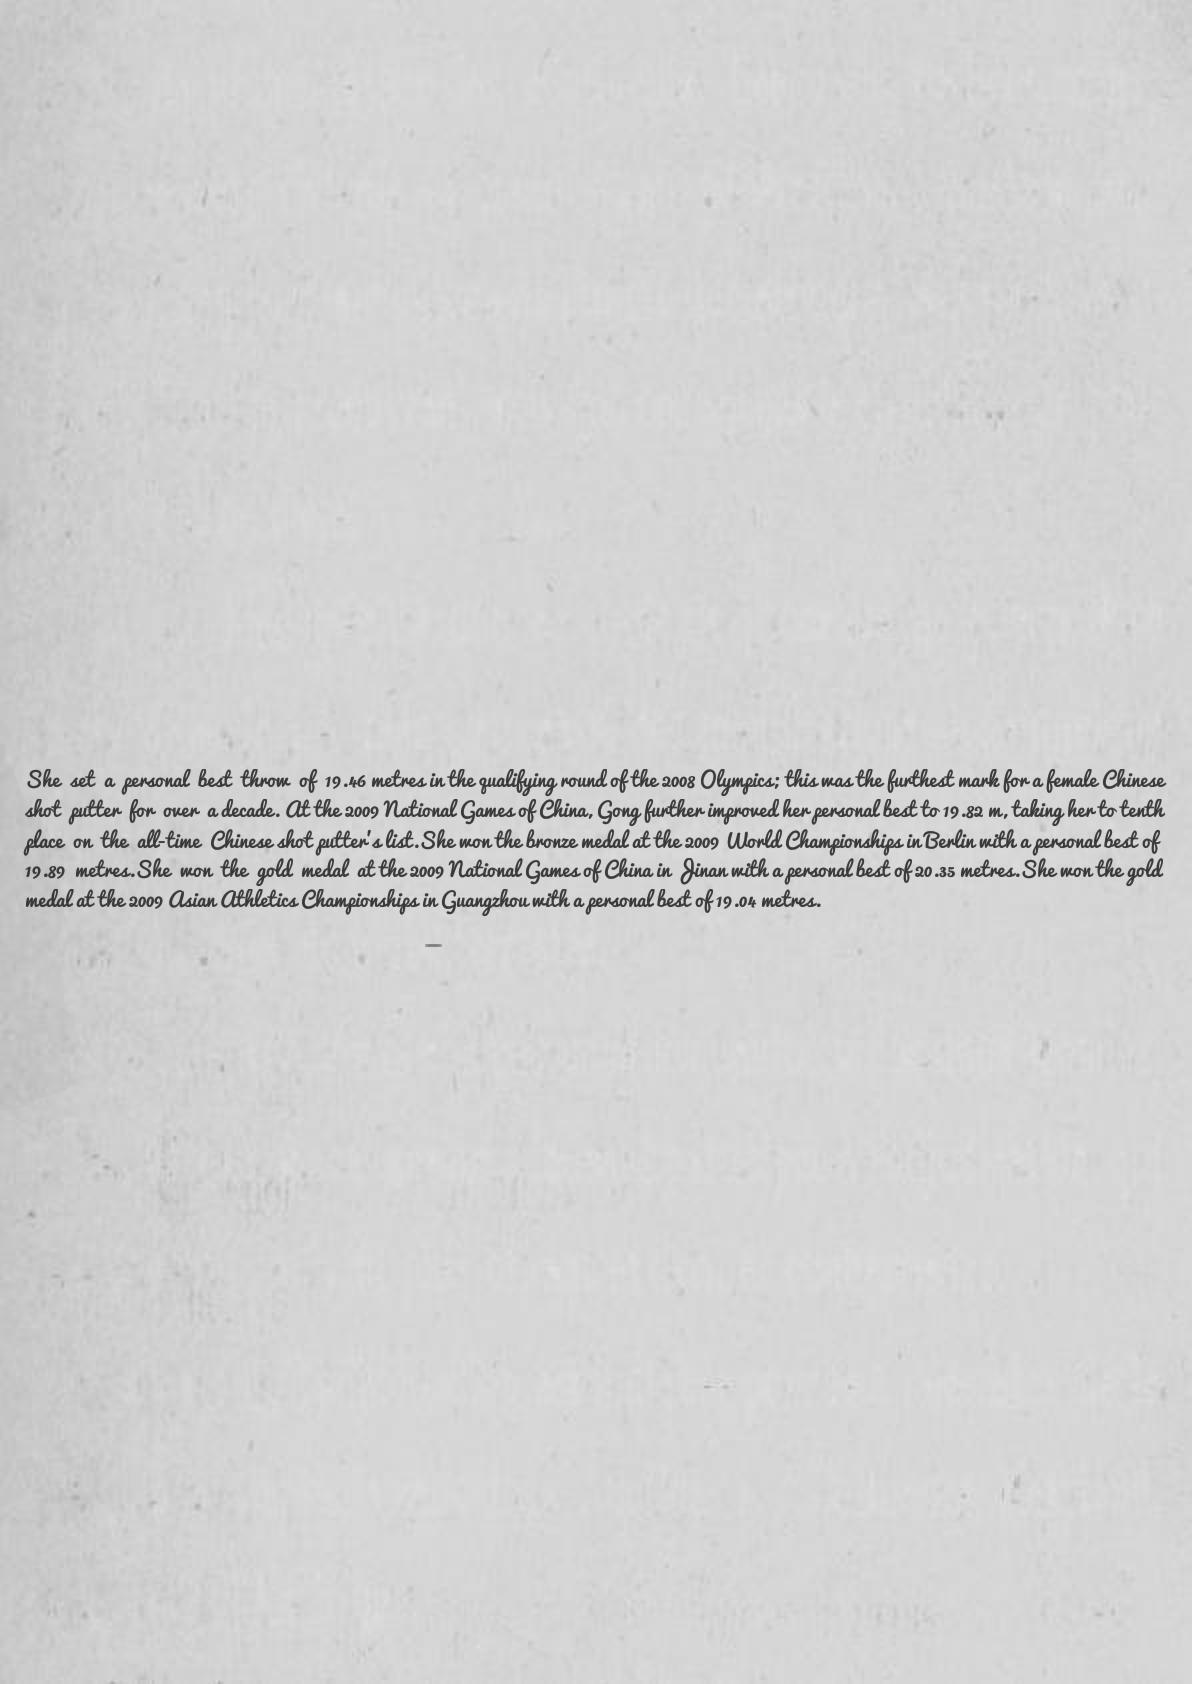 She set a personal best throw of 19.46 metres in the qualifying round of the 2008 Olympics; this was the furthest mark for a female Chinese
shot putter for over a decade. At the 2009 National Games of China, Gong further improved her personal best to 19.82 m, taking her to tenth
place on the all-time Chinese shot putter's list. She won the bronze medal at the 2009 World Championships in Berlin with a personal best of
19.89 metres. She won the gold medal at the 2009 National Games of China in Jinan with a personal best of 20.35 metres. She won the gold
medal at the 2009 Asian Athletics Championships in Guangzhou with a personal best of 19.04 metres.